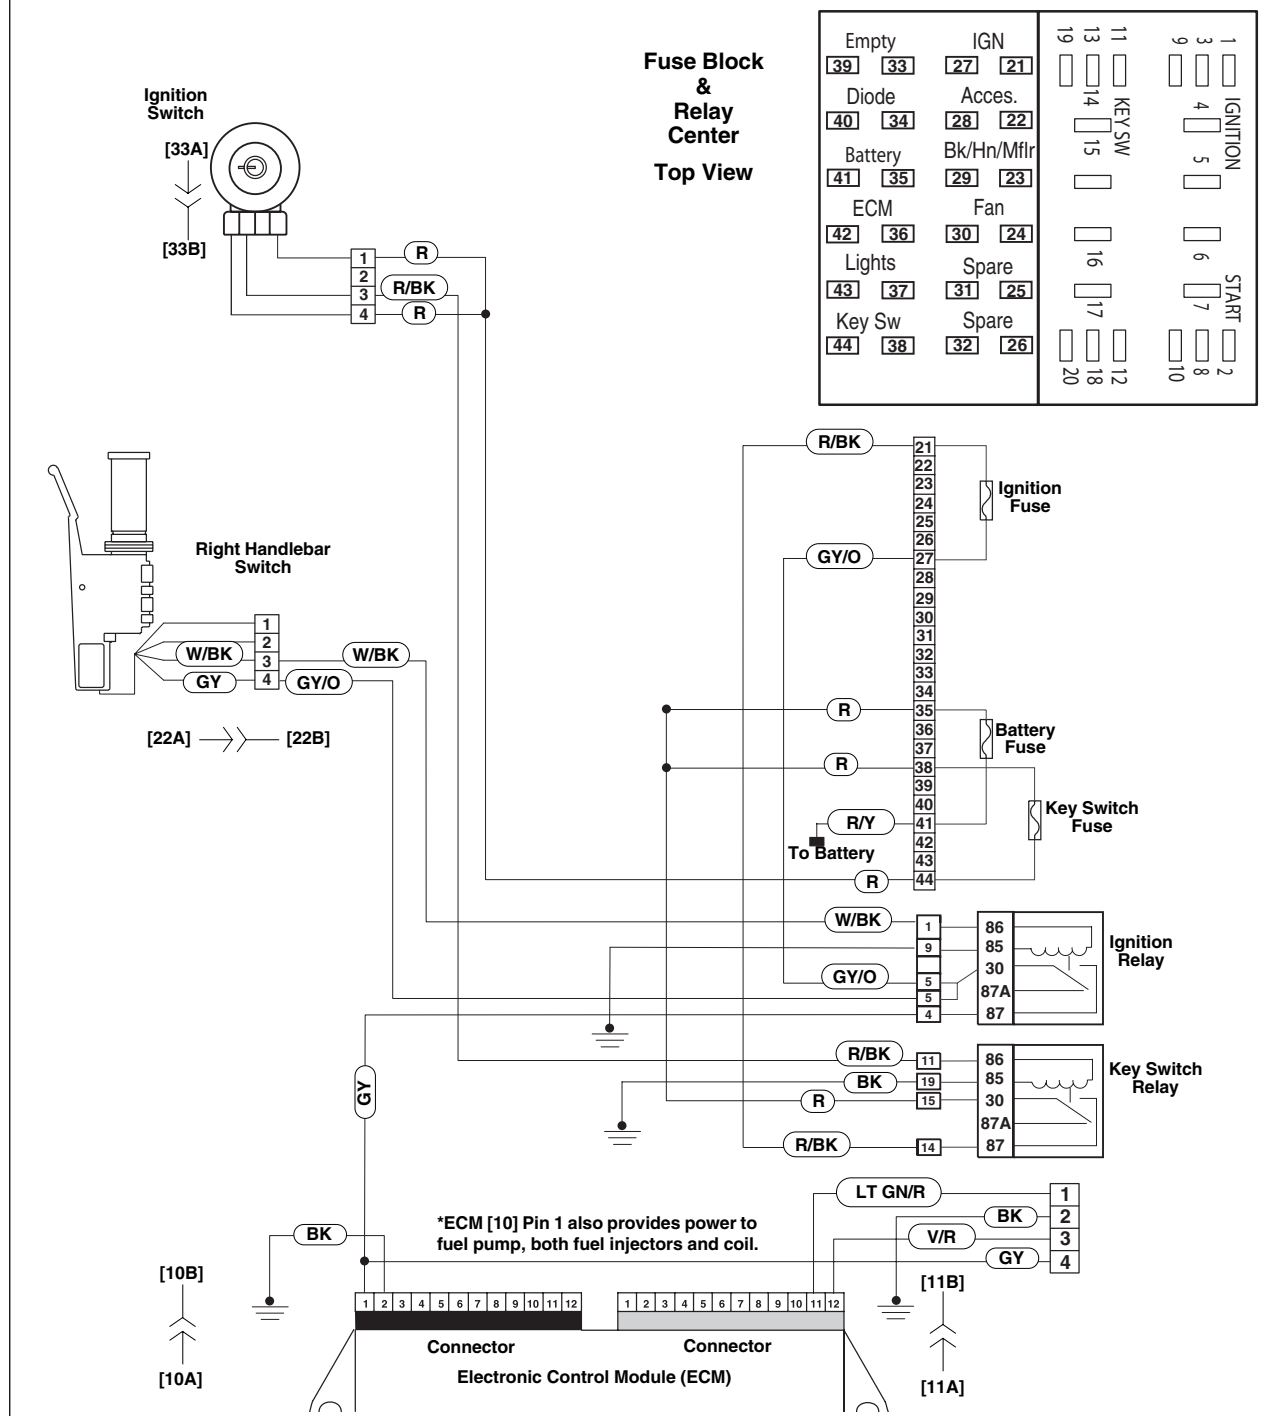 Fuse Block
&
Relay
Center
Top View
Empty IGN
39 33 27 21
Diode Acces.
40 34 28 22
Battery Bk/Hn/Mflr
41 35 29 23
ECM Fan
42 36 30 24
Lights Spare
43 37 31 25
Key Sw Spare
44 38 32 26
19 13 11 9 3 1
14 KEY SW 4 IGNITION
15 5
16 6
17 7 START
20 18 12 10 8 2
Ignition
Switch
[33A]
[33B]
1 R
2
3 R/BK
4 R
Right Handlebar
Switch
1
2
W/BK 3 W/BK
GY 4 GY/O
[22A] [22B]
R/BK 21
22
23
24
25
26
GY/O 27
28
29
30
31
32
33
34
R 35
36
37
R 38
39
40
R/Y 41
42
43
R 44
Ignition
Fuse
Battery
Fuse
Key Switch
Fuse
To Battery
W/BK 1 86
9 85
30
GY/O 5 87A
5
4 87
Ignition
Relay
R/BK 11 86
BK 19 85
R 15 30
87A
R/BK 14 87
Key Switch
Relay
GY
LT GN/R 1
BK 2
V/R 3
GY 4
BK
*ECM [10] Pin 1 also provides power to
fuel pump, both fuel injectors and coil.
[10B]
[10A]
[11B]
[11A]
1 2 3 4 5 6 7 8 9 10 11 12
1 2 3 4 5 6 7 8 9 10 11 12
Connector Connector
Electronic Control Module (ECM)